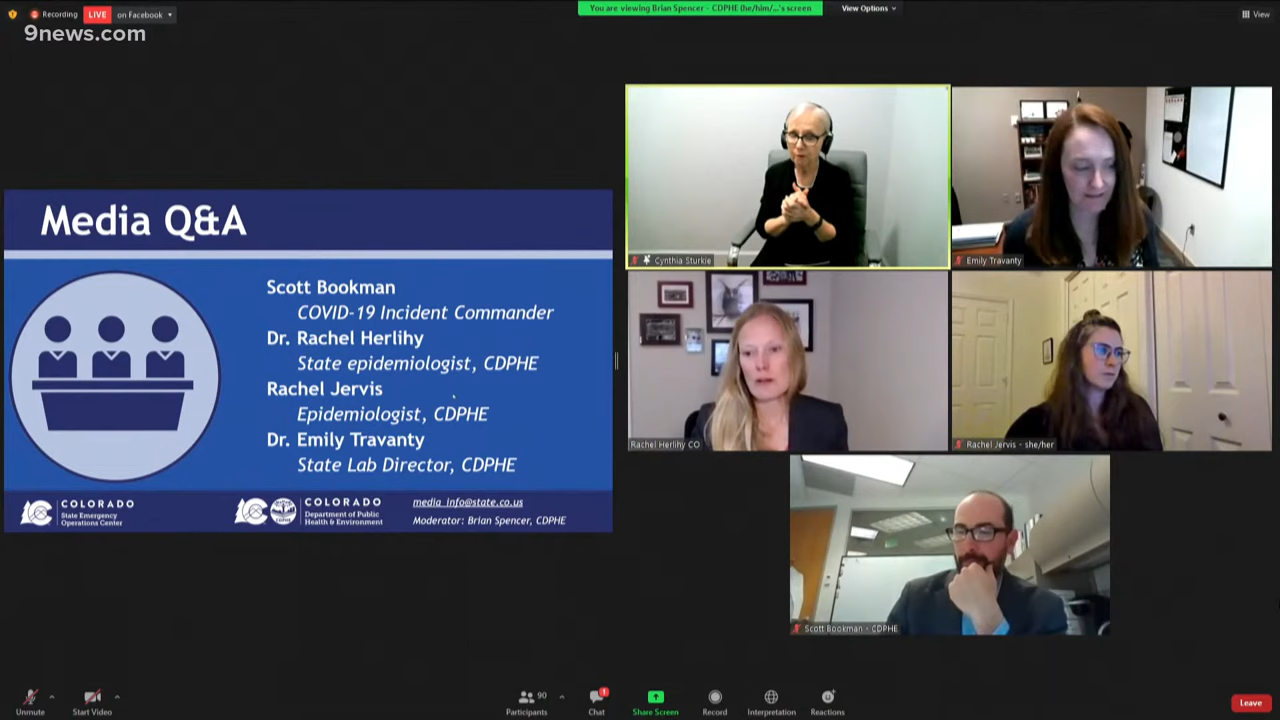 Recording
LIVE
on Facebook
You are viewing Brian Spencer - CDPHE (he/him/...'s screen
View Options
View
9news.com
Media Q&A
Scott Bookman
COVID-19 Incident Commander
Dr. Rachel Herlihy
State epidemiologist, CDPHE
Rachel Jervis
Epidemiologist, CDPHE
Dr. Emily Travanty
State Lab Director, CDPHE
COLORADO
State Emergency
Operations Center
COLORADO
Department of Public
Health & Environment
media_info@state.co.us
Moderator: Brian Spencer, CDPHE
Cynthia Sturkie
Emily Travanty
Rachel Herlihy CO
Rachel Jervis - she/her
Scott Bookman - CDPHE
Unmute
Start Video
90
Participants
1
Chat
Share Screen
Record
Interpretation
Reactions
Leave